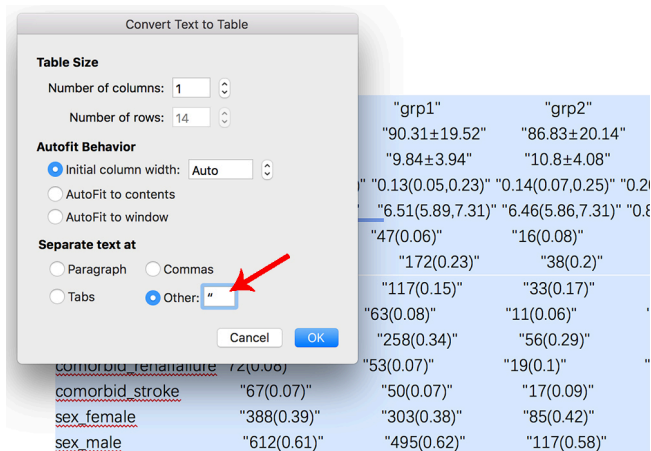 Convert Text to Table
Table Size
Number of columns: 1
Number of rows: 14
Autofit Behavior
Initial column width: Auto
AutoFit to contents
AutoFit to window
Separate text at
Paragraph Commas
Tabs Other: “
Cancel OK
"grp1" "grp2"
"90.31±19.52" "86.83±20.14"
"9.84±3.94" "10.8±4.08"
)" "0.13(0.05,0.23)" "0.14(0.07,0.25)" "0.20
" "6.51(5.89,7.31)" "6.46(5.86,7.31)" "0.8
"47(0.06)" "16(0.08)"
"172(0.23)" "38(0.2)"
"117(0.15)" "33(0.17)"
"63(0.08)" "11(0.06)" "
"258(0.34)" "56(0.29)"
comorbid_renalfailure "72(0.08)" "53(0.07)" "19(0.1)" "
comorbid_stroke "67(0.07)" "50(0.07)" "17(0.09)"
sex_female "388(0.39)" "303(0.38)" "85(0.42)"
sex_male "612(0.61)" "495(0.62)" "117(0.58)"